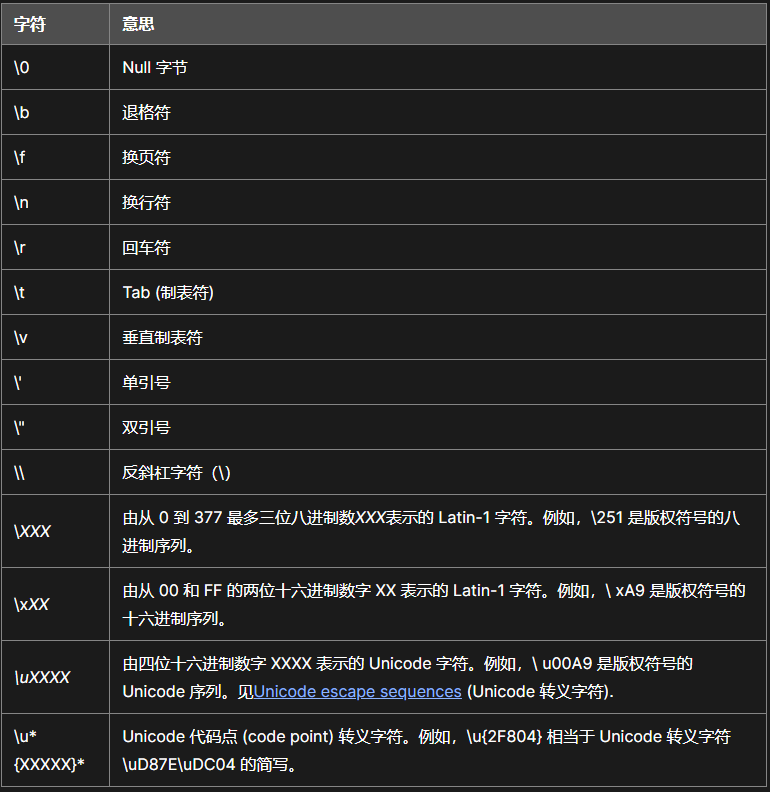 字符 意思
\0 Null 字节
\b 退格符
\f 换页符
\n 换行符
\r 回车符
\t Tab (制表符)
\v 垂直制表符
\' 单引号
\" 双引号
\\ 反斜杠字符（\）
\XXX 由从 0 到 377 最多三位八进制数XXX表示的 Latin-1 字符。例如，\251 是版权符号的八
进制序列。
\xXX 由从 00 和 FF 的两位十六进制数字 XX 表示的 Latin-1 字符。例如，\ xA9 是版权符号的
十六进制序列。
\uXXXX 由四位十六进制数字 XXXX 表示的 Unicode 字符。例如，\ u00A9 是版权符号的
Unicode 序列。见Unicode escape sequences (Unicode 转义字符).
\u* Unicode 代码点 (code point) 转义字符。例如，\u{2F804} 相当于 Unicode 转义字符
{XXXXX}* \uD87E\uDC04 的简写。